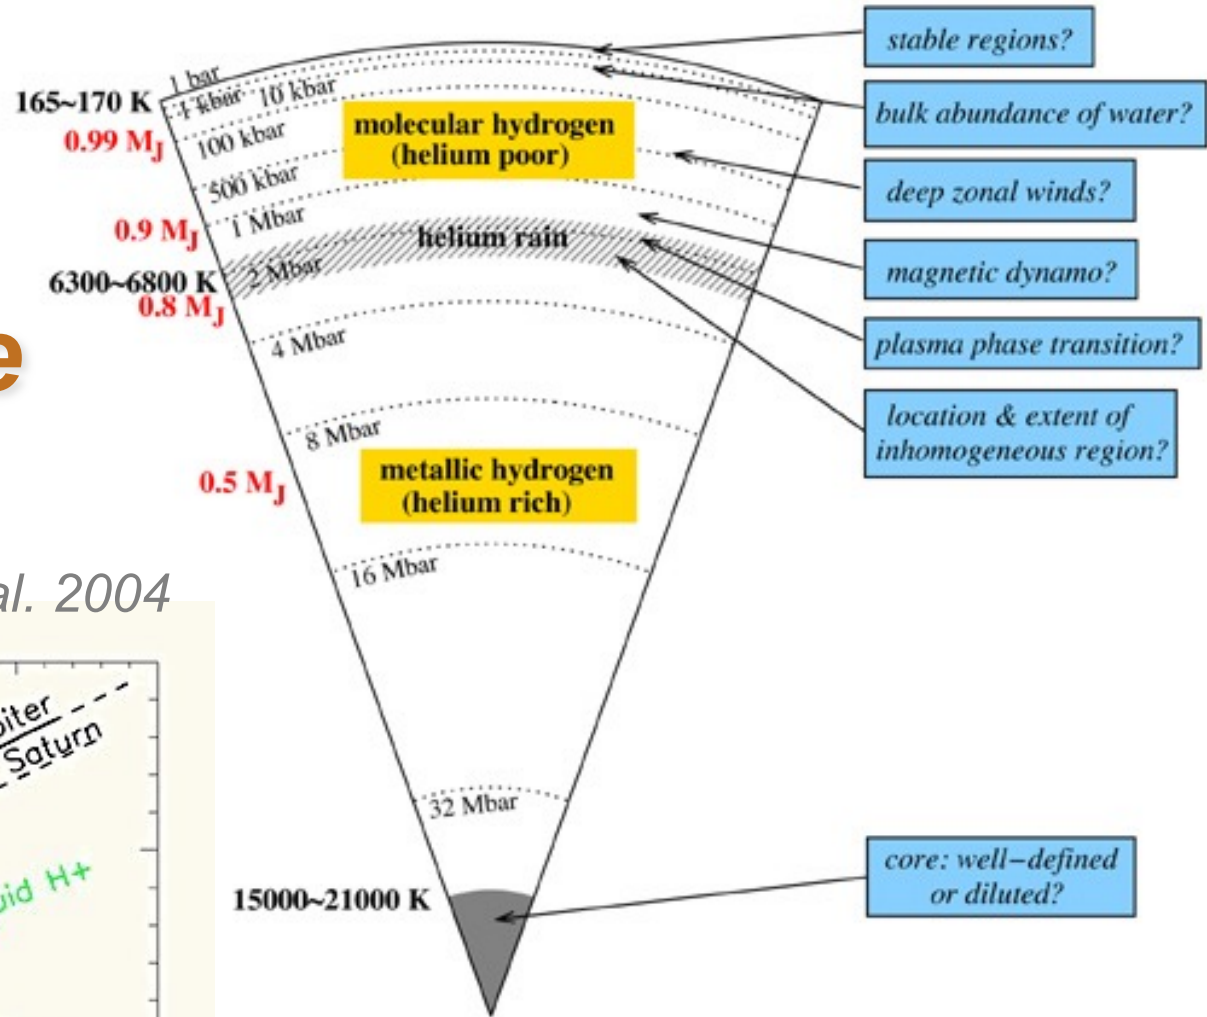 stable regions?
1 bar
165~170 K
1 kbar
10 kbar
bulk abundance of water?
0.99 MJ
100 kbar
molecular hydrogen
(helium poor)
500 kbar
deep zonal winds?
0.9 MJ
1 Mbar
helium rain
magnetic dynamo?
6300~6800 K
2 Mbar
0.8 MJ
4 Mbar
plasma phase transition?
e
location & extent of
inhomogeneous region?
8 Mbar
0.5 MJ
metallic hydrogen
(helium rich)
16 Mbar
al. 2004
piter
Saturn
32 Mbar
uid H+
core: well-defined
or diluted?
15000~21000 K